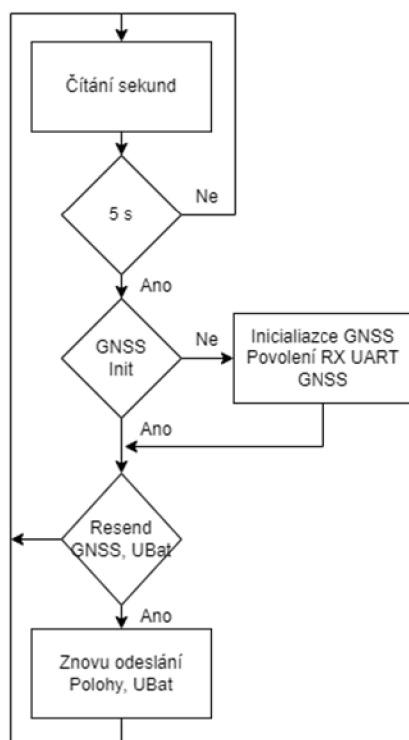 Čítání sekund
5 s
Ne
Ano
GNSS
Init
Ne
Inicialiazce GNSS
Povolení RX UART
GNSS
Ano
Resend
GNSS, UBat
Ano
Znovu odeslání
Polohy, UBat